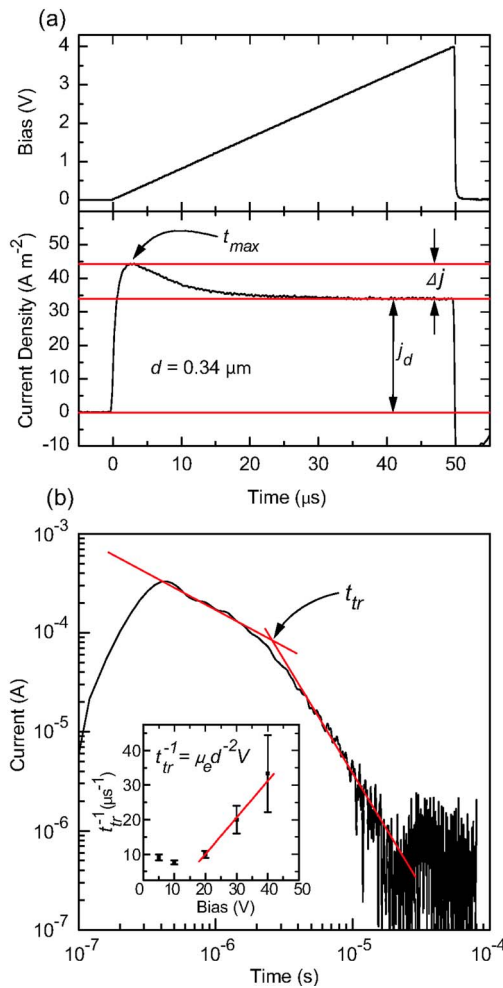 (a)
Bias (V)
4
2
0
Current Density (A m⁻²)
50
40
30
20
10
0
-10
t_max
Δj
j_d
d = 0.34 μm
0 10 20 30 40 50
Time (μs)
(b)
Current (A)
10⁻³
10⁻⁴
10⁻⁵
10⁻⁶
10⁻⁷
t_tr
t_tr⁻¹ (μs⁻¹)
40
30
20
10
t_tr⁻¹ = μ_e d⁻² V
0 10 20 30 40 50
Bias (V)
10⁻⁷ 10⁻⁶ 10⁻⁵ 10⁻⁴
Time (s)